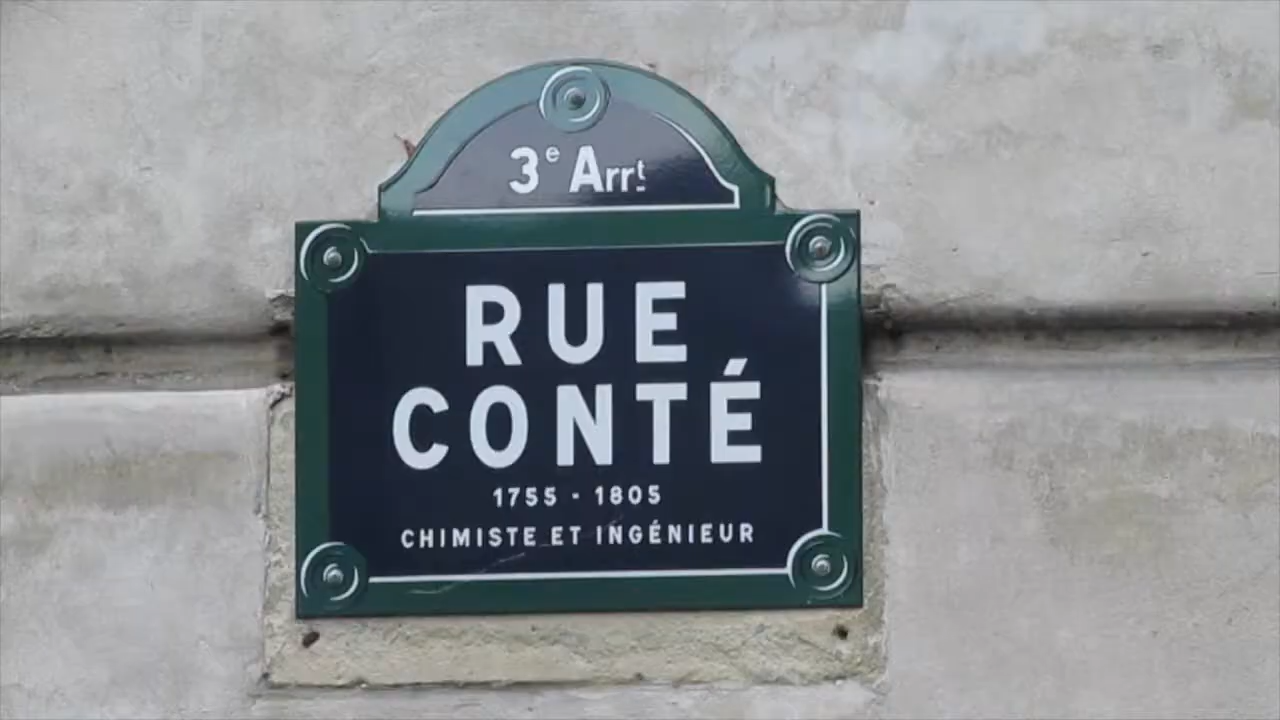 3e Arrt
RUE
CONTÉ
1755 - 1805
CHIMISTE ET INGÉNIEUR